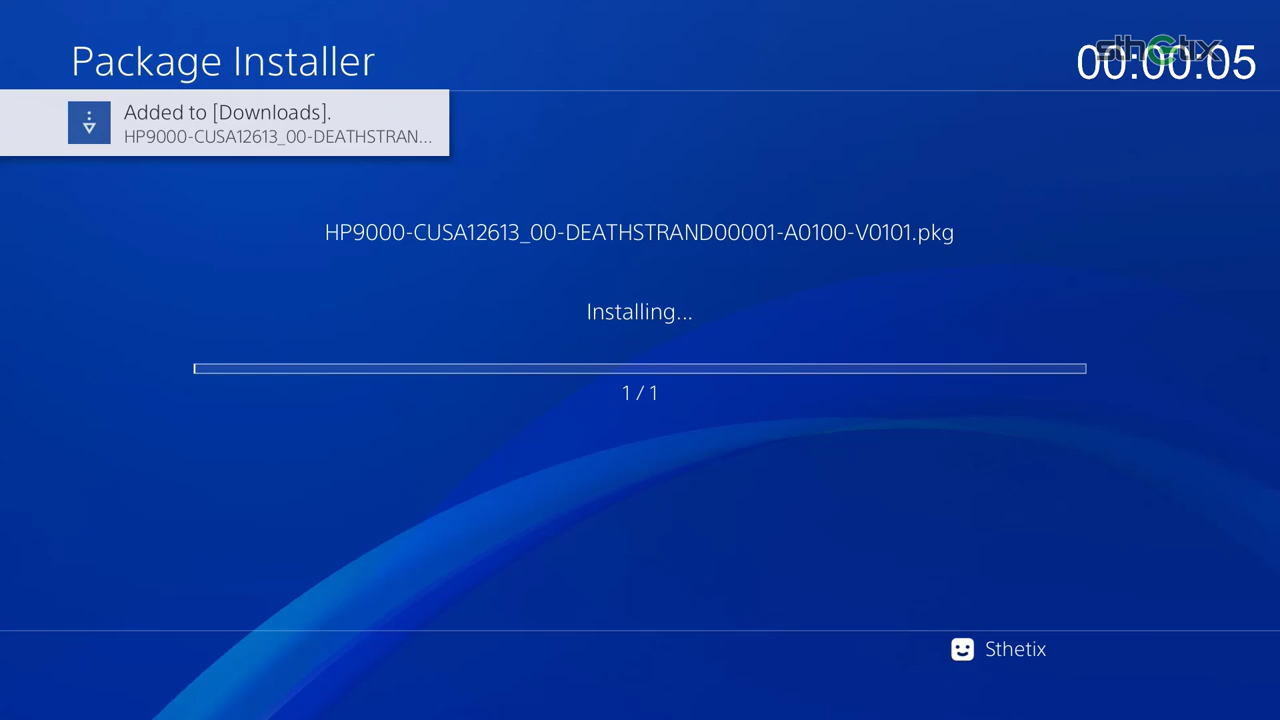 Package Installer
sthetix
00:00:05
Added to [Downloads].
HP9000-CUSA12613_00-DEATHSTRAN...
HP9000-CUSA12613_00-DEATHSTRAND00001-A0100-V0101.pkg
Installing...
1 / 1
Sthetix